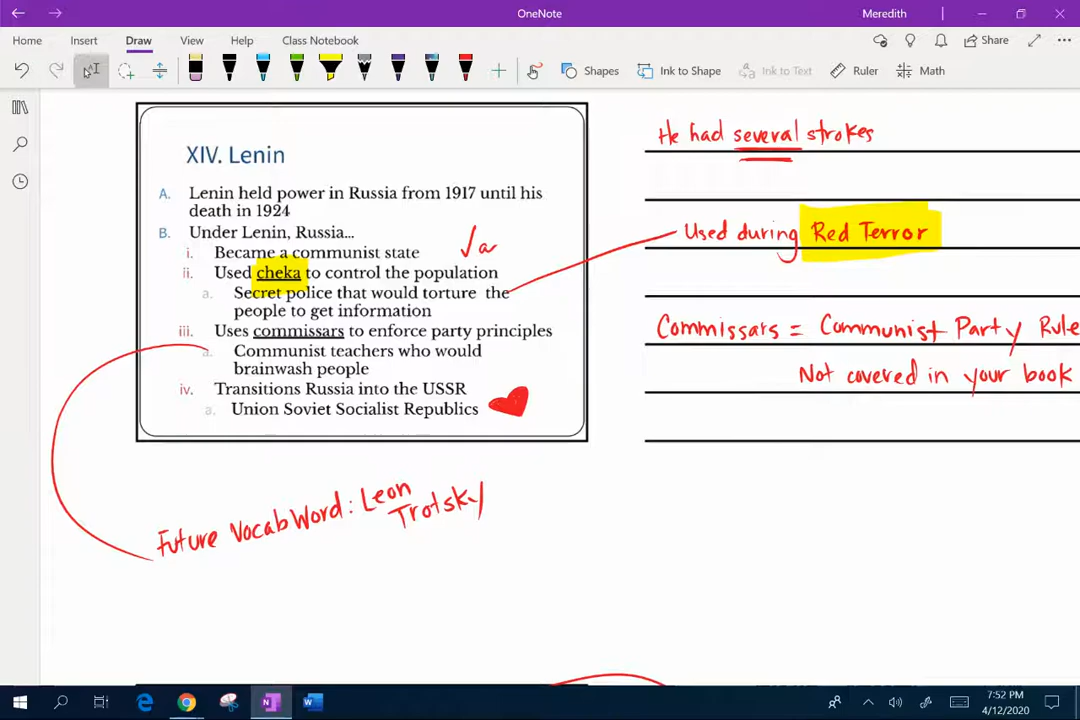 OneNote
Meredith
Home Insert Draw View Help Class Notebook
Share
Shapes Ink to Shape Ink to Text Ruler Math
XIV. Lenin
A. Lenin held power in Russia from 1917 until his
death in 1924
B. Under Lenin, Russia...
i. Became a communist state
ii. Used cheka to control the population
a. Secret police that would torture the
people to get information
iii. Uses commissars to enforce party principles
a. Communist teachers who would
brainwash people
iv. Transitions Russia into the USSR
a. Union Soviet Socialist Republics
He had several strokes
Used during Red Terror
Commissars = Communist Party Rule
Not covered in your book
Future Vocab Word: Leon
Trotsky
7:52 PM
4/12/2020